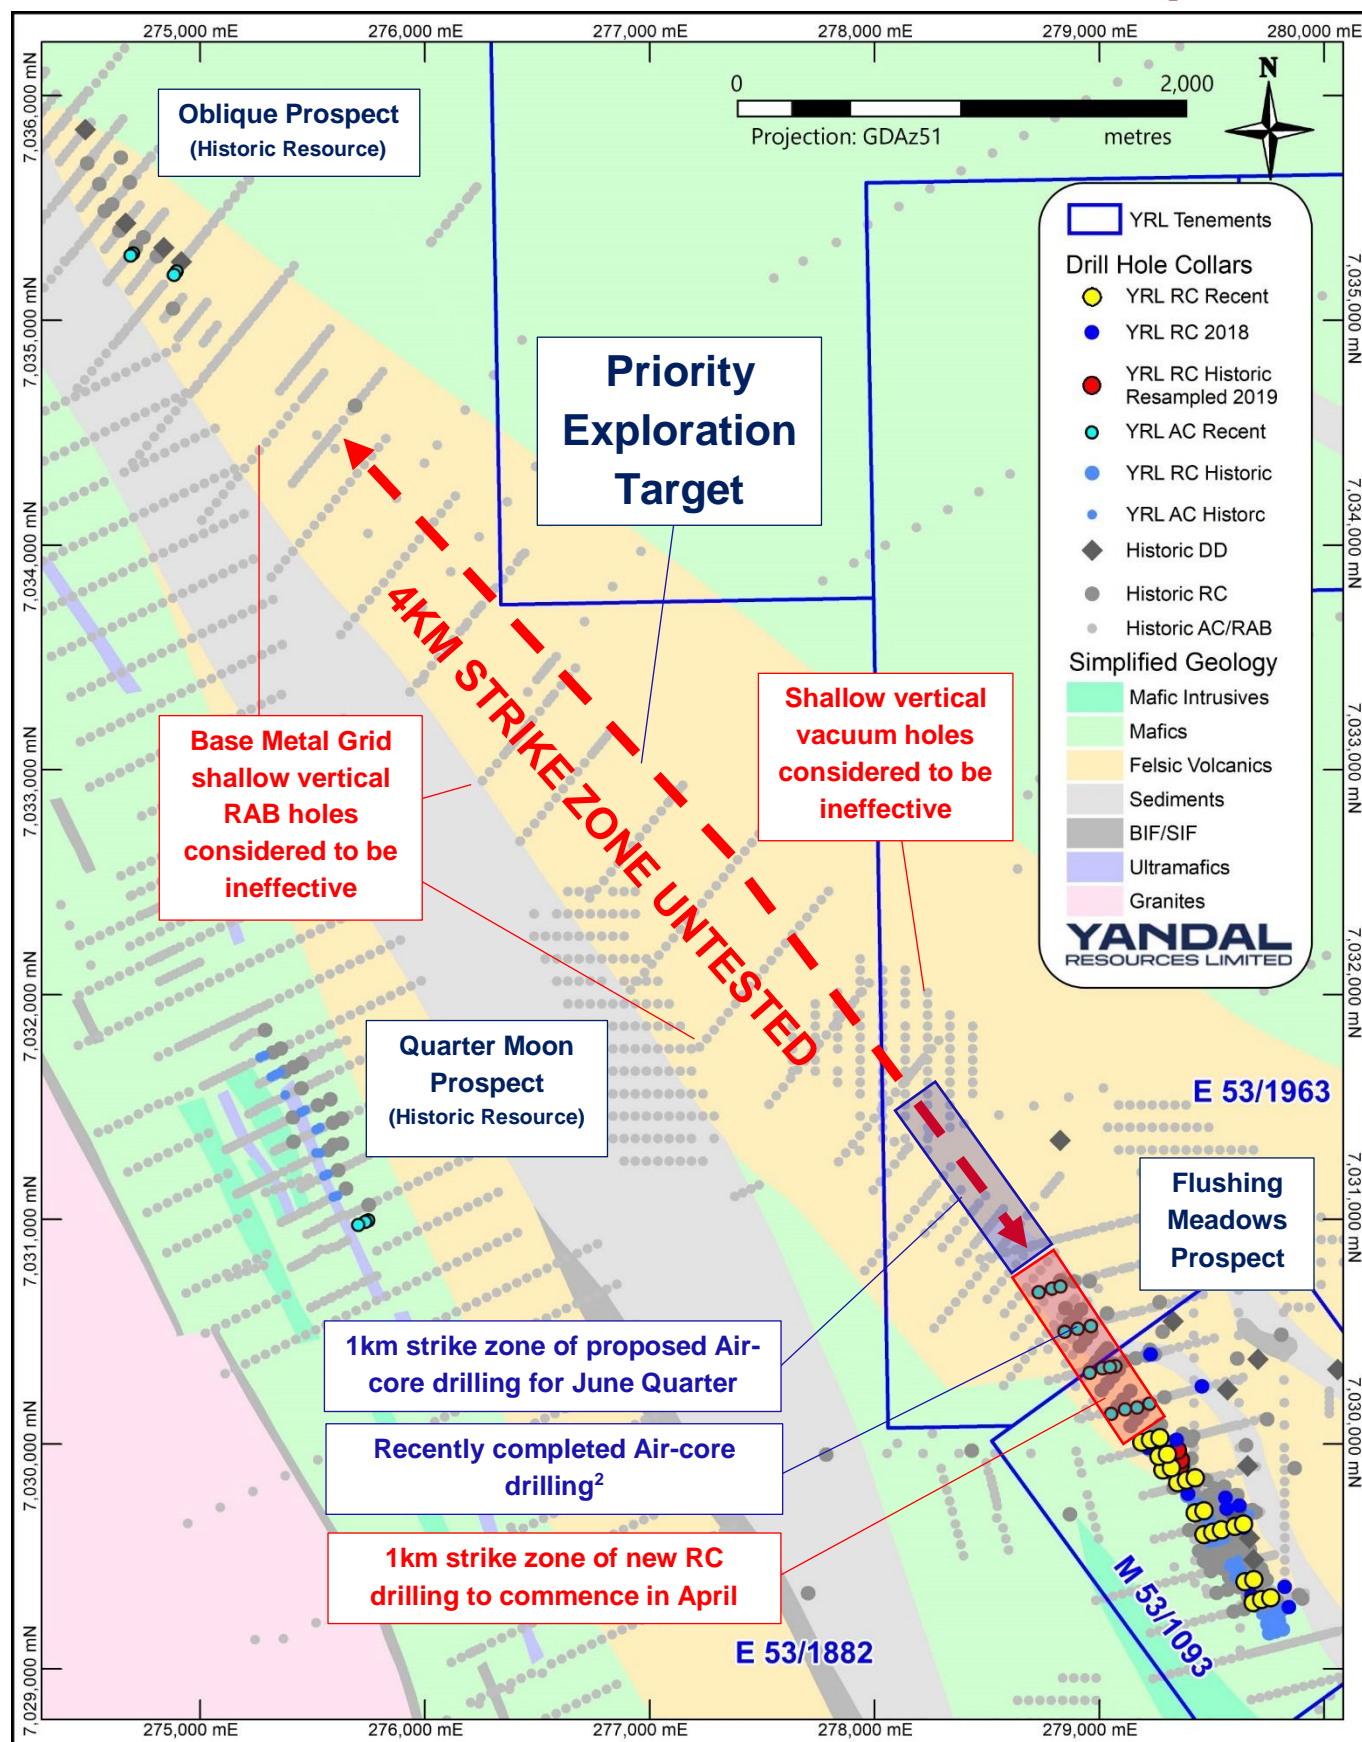 275,000 mE
276,000 mE
277,000 mE
278,000 mE
279,000 mE
280,000 mE
7,036,000 mN
7,035,000 mN
7,034,000 mN
7,033,000 mN
7,032,000 mN
7,031,000 mN
7,030,000 mN
7,029,000 mN
Oblique Prospect
(Historic Resource)
0
2,000
Projection: GDAz51
metres
N
YRL Tenements
Drill Hole Collars
YRL RC Recent
YRL RC 2018
YRL RC Historic
Resampled 2019
YRL AC Recent
YRL RC Historic
YRL AC Historc
Historic DD
Historic RC
Historic AC/RAB
Simplified Geology
Mafic Intrusives
Mafics
Felsic Volcanics
Sediments
BIF/SIF
Ultramafics
Granites
YANDAL
RESOURCES LIMITED
Priority
Exploration
Target
4KM STRIKE ZONE UNTESTED
Base Metal Grid
shallow vertical
RAB holes
considered to be
ineffective
Shallow vertical
vacuum holes
considered to be
ineffective
Quarter Moon
Prospect
(Historic Resource)
E 53/1963
Flushing
Meadows
Prospect
1km strike zone of proposed Air-
core drilling for June Quarter
Recently completed Air-core
drilling2
1km strike zone of new RC
drilling to commence in April
E 53/1882
M 53/1093
7,035,000 mN
7,034,000 mN
7,033,000 mN
7,032,000 mN
7,031,000 mN
7,030,000 mN
275,000 mE
276,000 mE
277,000 mE
278,000 mE
279,000 mE